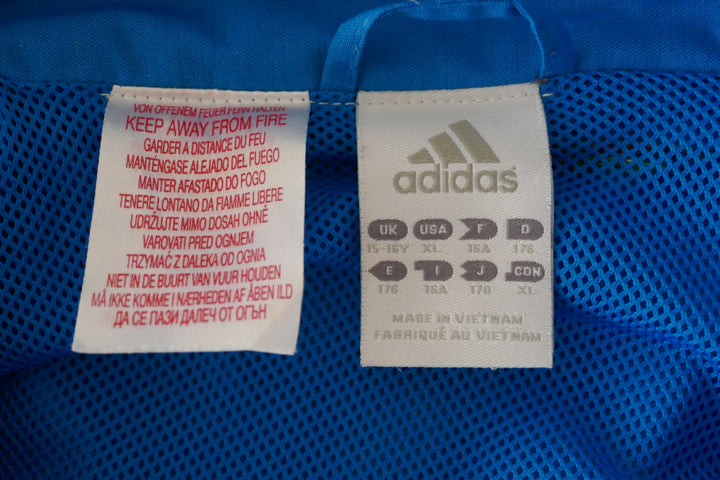 VON OFFENEM FEUER FERN HALTEN
KEEP AWAY FROM FIRE
GARDER A DISTANCE DU FEU
MANTÉNGASE ALEJADO DEL FUEGO
MANTER AFASTADO DO FOGO
TENERE LONTANO DA FIAMME LIBERE
UDRŽUJTE MIMO DOSAH OHNĚ
VAROVATI PRED OGNJEM
TRZYMAĆ Z DALEKA OD OGNIA
NIET IN DE BUURT VAN VUUR HOUDEN
MÅ IKKE KOMME I NÆRHEDEN AF ÅBEN ILD
ДА СЕ ПАЗИ ДАЛЕЧ ОТ ОГЪН
adidas
UK USA F D
15-16Y XL 16A 176
E I J CDN
176 16A 170 XL
MADE IN VIETNAM
FABRIQUÉ AU VIETNAM